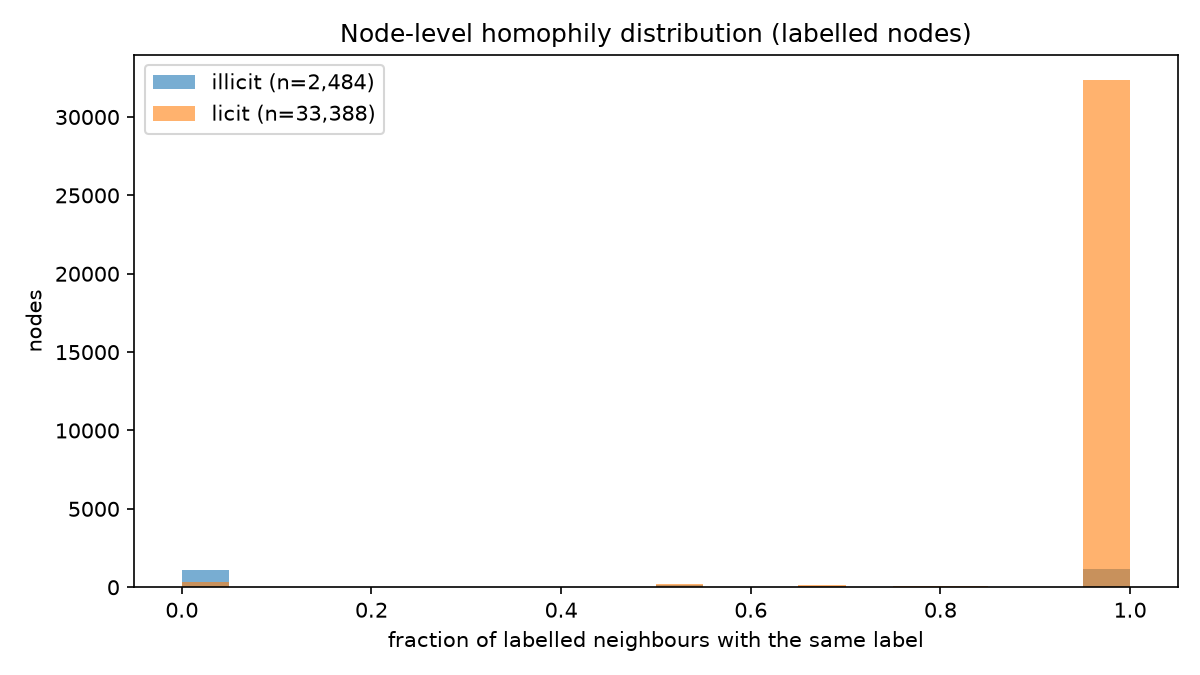 Node-level homophily distribution (labelled nodes)
illicit (n=2,484)
licit (n=33,388)
30000
25000
20000
15000
10000
5000
0
nodes
0.0 0.2 0.4 0.6 0.8 1.0
fraction of labelled neighbours with the same label